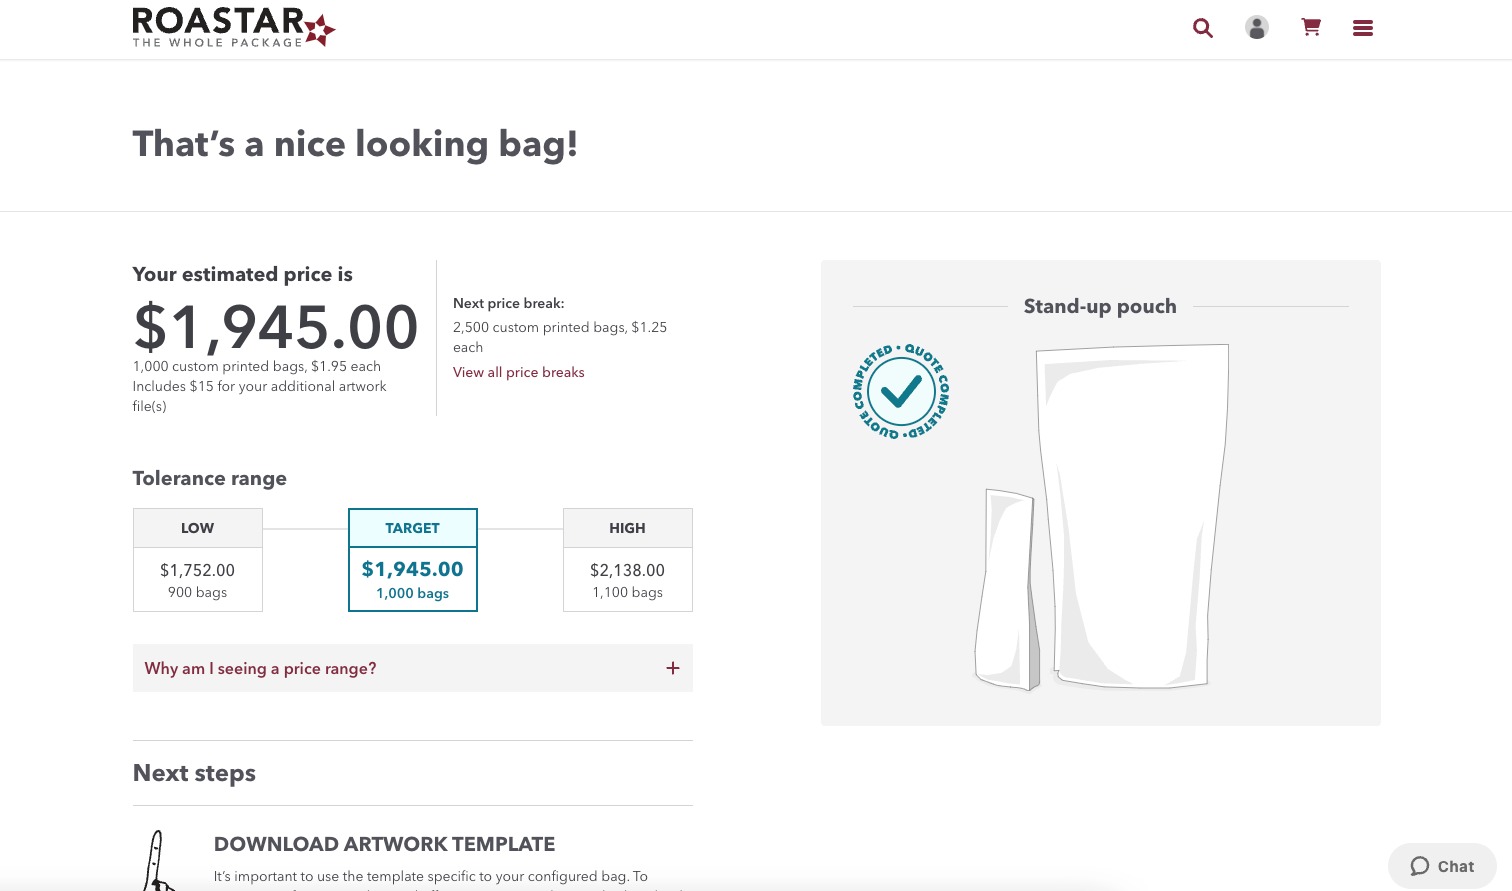 ROASTAR
THE WHOLE PACKAGE
That's a nice looking bag!
Your estimated price is
$1,945.00
1,000 custom printed bags, $1.95 each
Includes $15 for your additional artwork
file(s)
Next price break:
2,500 custom printed bags, $1.25
each
View all price breaks
Tolerance range
LOW
$1,752.00
900 bags
TARGET
$1,945.00
1,000 bags
HIGH
$2,138.00
1,100 bags
Why am I seeing a price range?
+
Next steps
DOWNLOAD ARTWORK TEMPLATE
It's important to use the template specific to your configured bag. To
Stand-up pouch
QUOTE COMPLETED • QUOTE COMPLETED •
Chat